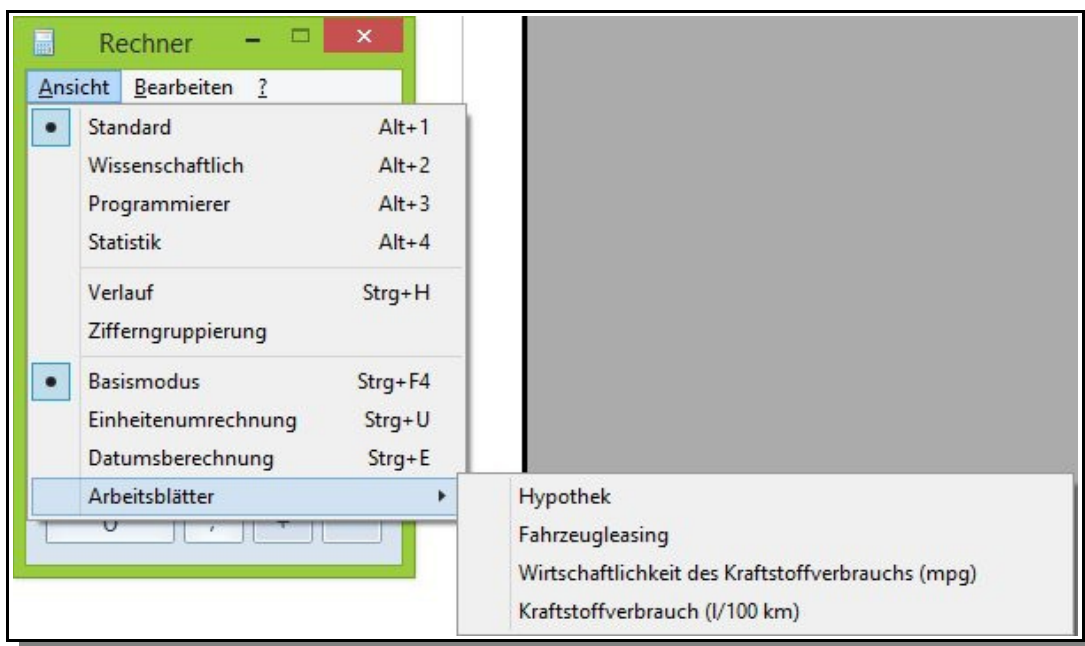 Rechner
Ansicht Bearbeiten ?
Standard Alt+1
Wissenschaftlich Alt+2
Programmierer Alt+3
Statistik Alt+4
Verlauf Strg+H
Zifferngruppierung
Basismodus Strg+F4
Einheitenumrechnung Strg+U
Datumsberechnung Strg+E
Arbeitsblätter
Hypothek
Fahrzeugleasing
Wirtschaftlichkeit des Kraftstoffverbrauchs (mpg)
Kraftstoffverbrauch (l/100 km)